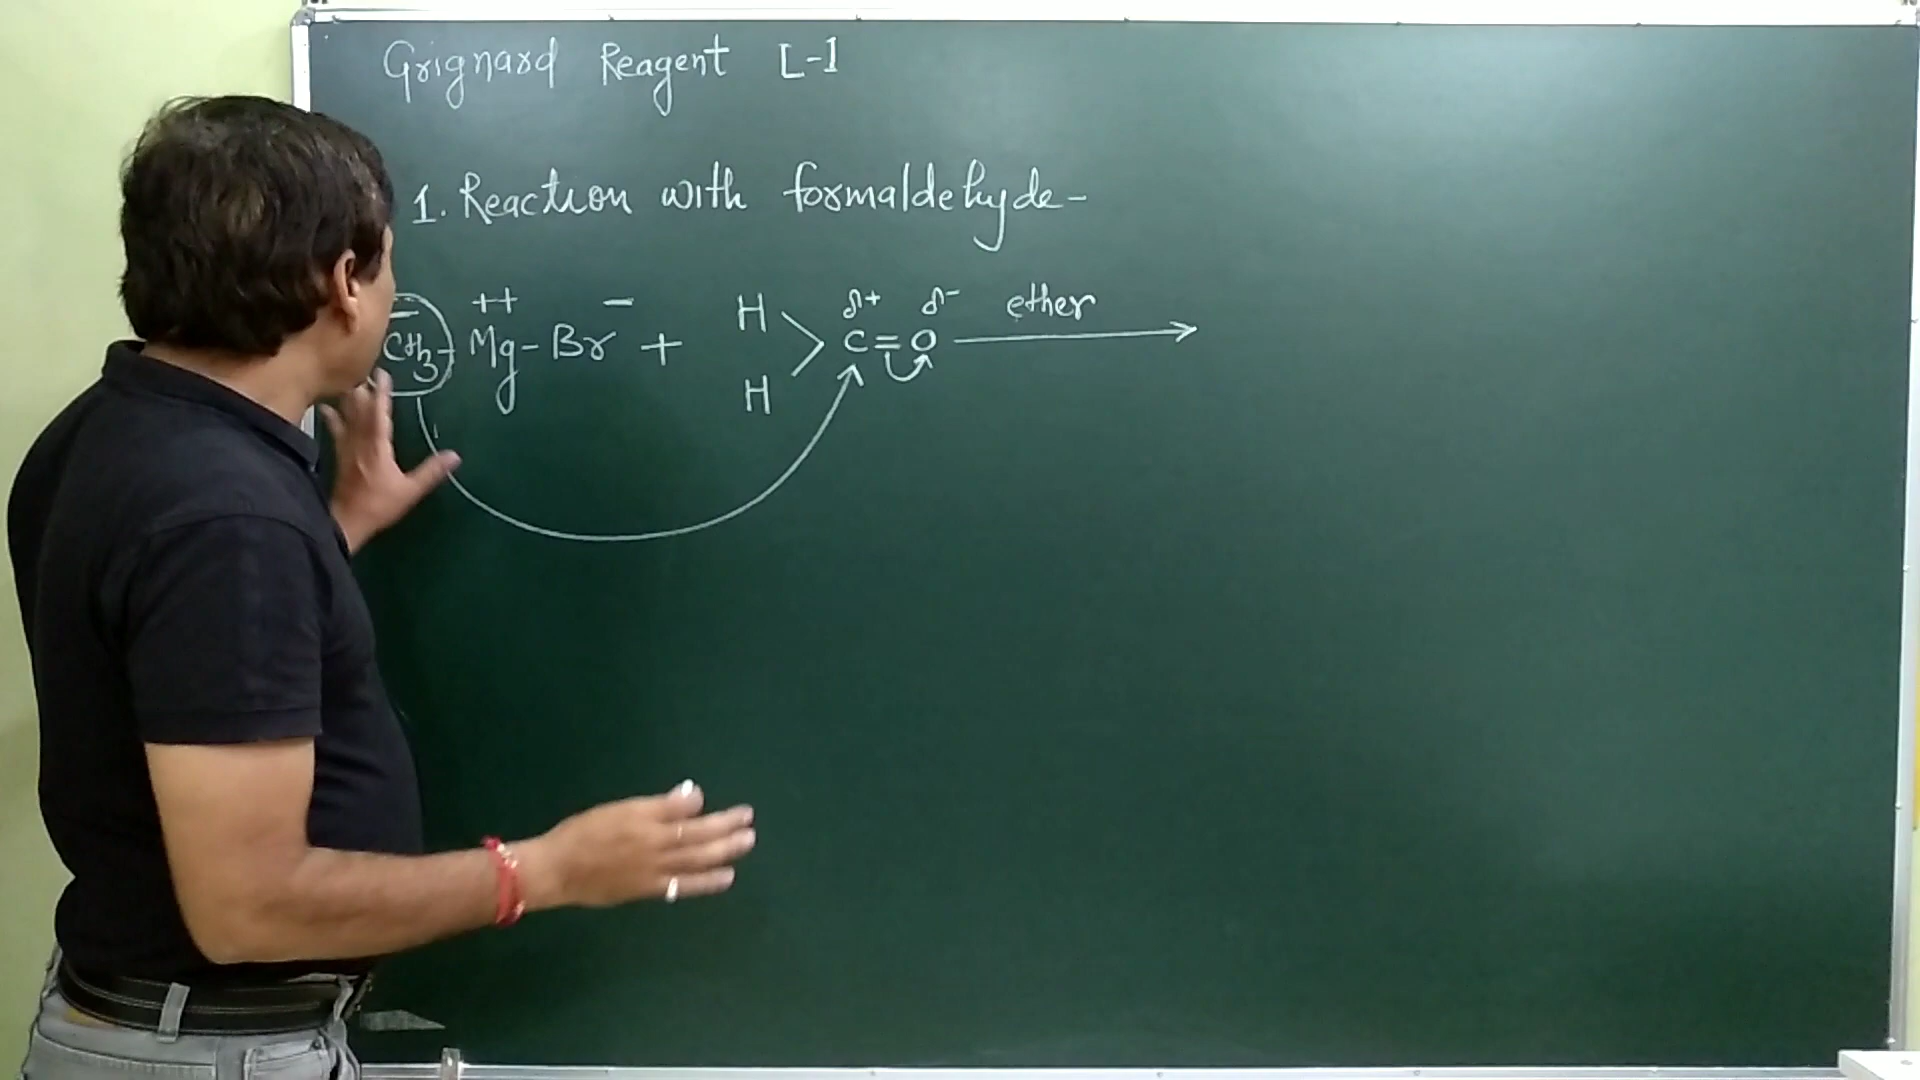 Grignard Reagent L-1
1. Reaction with formaldehyde-
++ - H δ+ δ- ether
CH3-Mg-Br + C=O
H